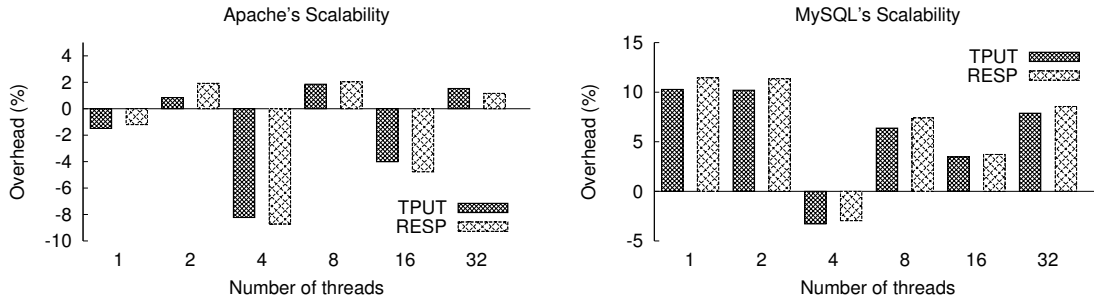 Apache's Scalability
4
2
0
-2
-4
-6
-8
-10
Overhead (%)
TPUT
RESP
1 2 4 8 16 32
Number of threads
MySQL's Scalability
15
10
5
0
-5
Overhead (%)
TPUT
RESP
1 2 4 8 16 32
Number of threads